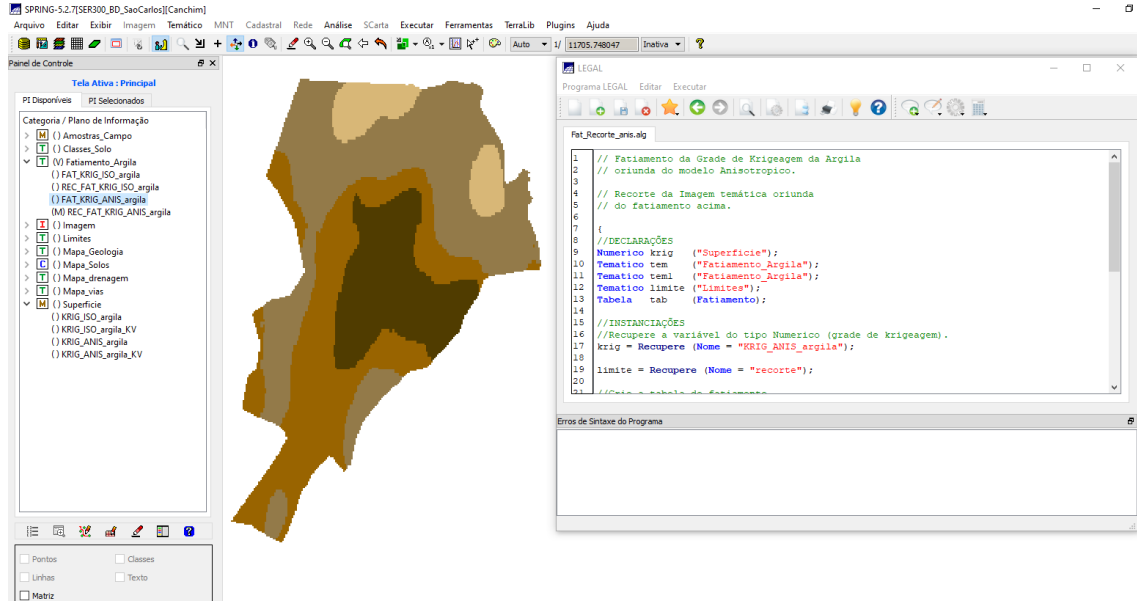 SPRING-5.2.7[SER300_BD_SaoCarlos][Canchim]
Arquivo Editar Exibir Imagem Temático MNT Cadastral Rede Análise SCarta Executar Ferramentas TerraLib Plugins Ajuda
Auto 1/ 11705.748047 Inativa
Painel de Controle
Tela Ativa : Principal
PI Disponíveis PI Selecionados
Categoria / Plano de Informação
M () Amostras_Campo
T () Classes_Solo
T (V) Fatiamento_Argila
() FAT_KRIG_ISO_argila
() REC_FAT_KRIG_ISO_argila
() FAT_KRIG_ANIS_argila
(M) REC_FAT_KRIG_ANIS_argila
I () Imagem
T () Limites
T () Mapa_Geologia
C () Mapa_Solos
T () Mapa_drenagem
T () Mapa_vias
M () Superficie
() KRIG_ISO_argila
() KRIG_ISO_argila_KV
() KRIG_ANIS_argila
() KRIG_ANIS_argila_KV
Pontos Classes
Linhas Texto
Matriz
LEGAL
Programa LEGAL Editar Executar
Fat_Recorte_anis.alg
1 // Fatiamento da Grade de Krigeagem da Argila
2 // oriunda do modelo Anisotropico.
3
4 // Recorte da Imagem temática oriunda
5 // do fatiamento acima.
6
7 {
8 //DECLARAÇÕES
9 Numerico krig ("Superficie");
10 Tematico tem ("Fatiamento_Argila");
11 Tematico tem1 ("Fatiamento_Argila");
12 Tematico limite ("Limites");
13 Tabela tab (Fatiamento);
14
15 //INSTANCIAÇÕES
16 //Recupere a variável do tipo Numerico (grade de krigeagem).
17 krig = Recupere (Nome = "KRIG_ANIS_argila");
18
19 limite = Recupere (Nome = "recorte");
20
21 //Crie a tabela de fatiamento
Erros de Sintaxe do Programa